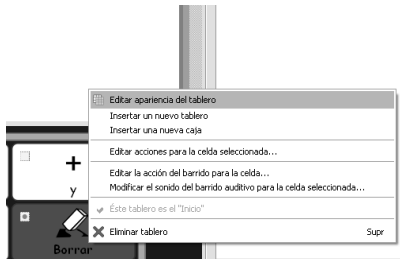 Editar apariencia del tablero
Insertar un nuevo tablero
Insertar una nueva caja
Editar acciones para la celda seleccionada...
Editar la acción del barrido para la celda...
Modificar el sonido del barrido auditivo para la celda seleccionada...
Éste tablero es el "Inicio"
Eliminar tablero Supr
+
y
Borrar